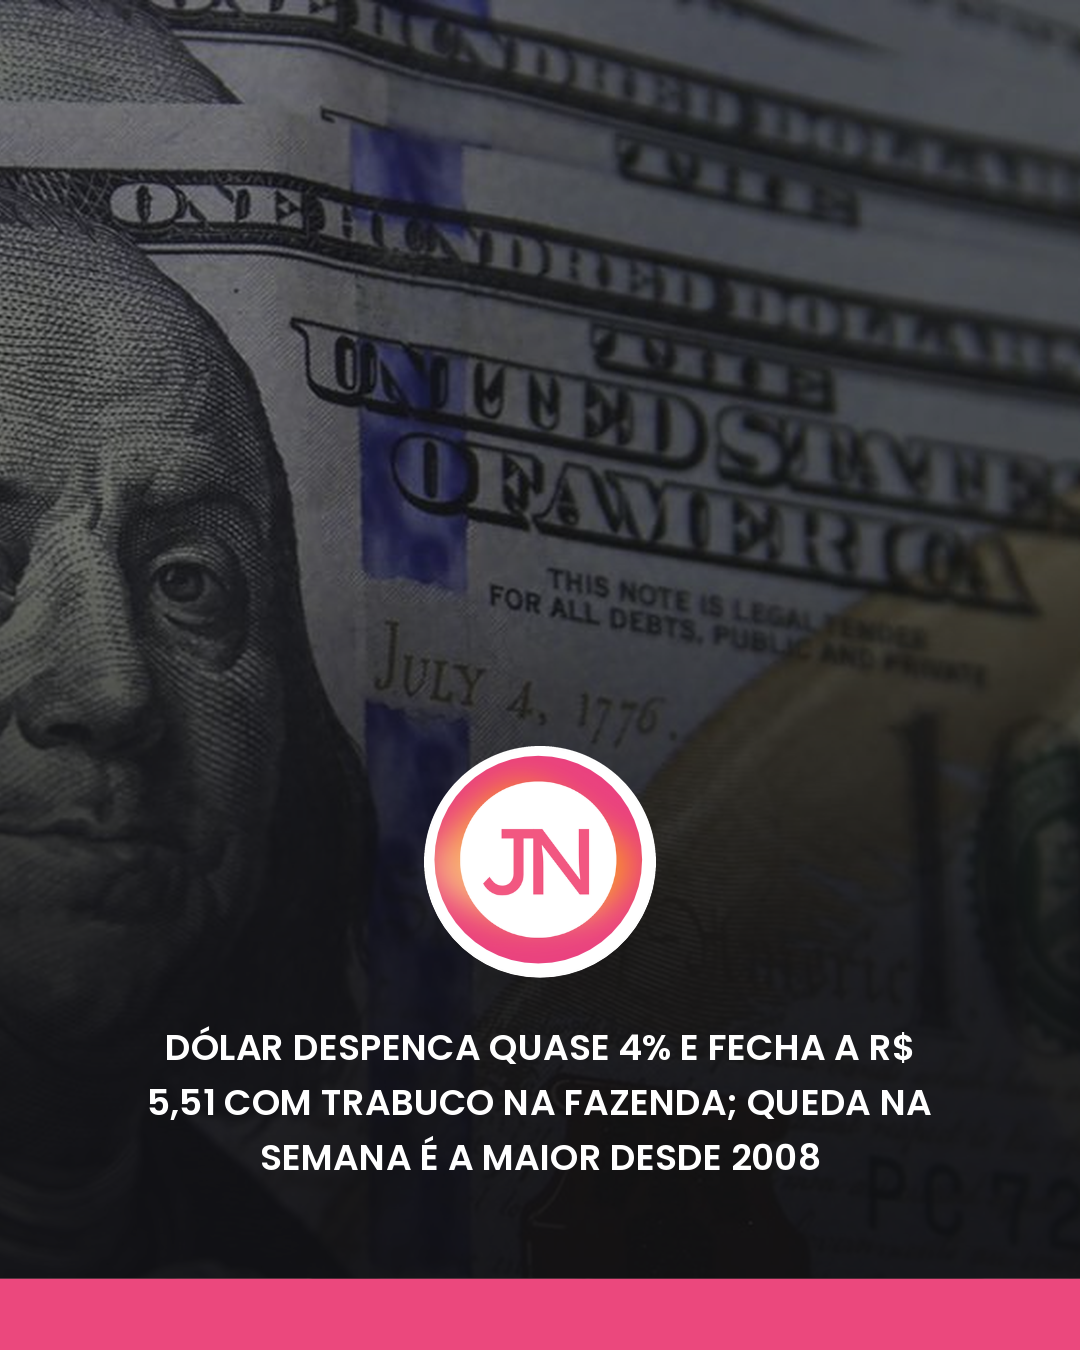 ONE HUNDRED DOLLARS
THE
ONE HUNDRED DOLLARS
THE
UNITED STATES
OF AMERICA
THIS NOTE IS LEGAL TENDER
FOR ALL DEBTS, PUBLIC AND PRIVATE
JULY 4, 1776.
JN
DÓLAR DESPENCA QUASE 4% E FECHA A R$
5,51 COM TRABUCO NA FAZENDA; QUEDA NA
SEMANA É A MAIOR DESDE 2008